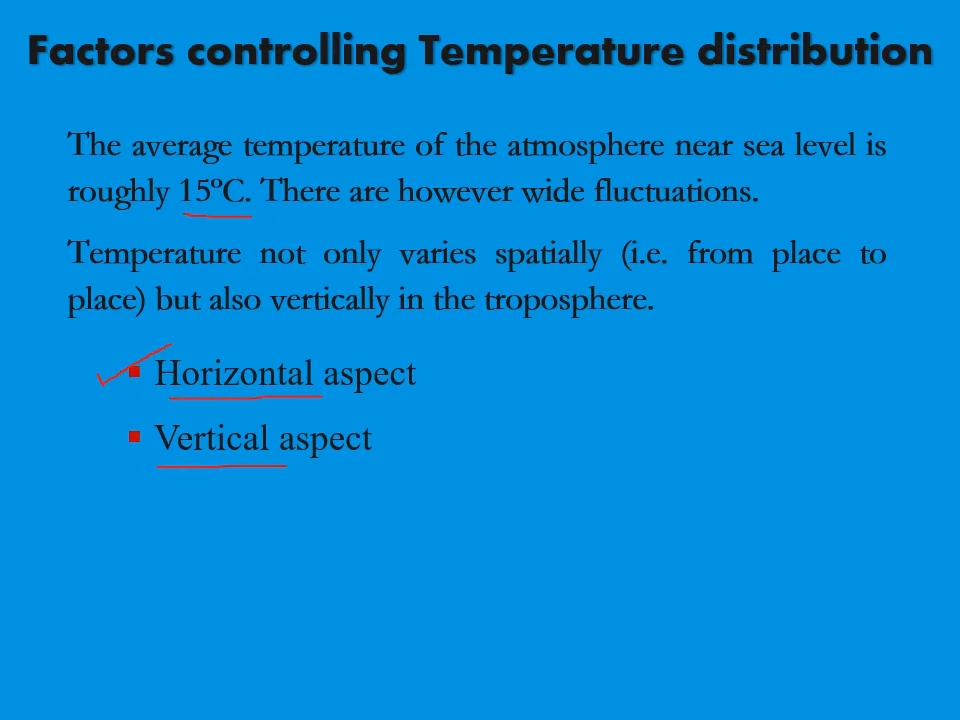 Factors controlling Temperature distribution
The average temperature of the atmosphere near sea level is
roughly 15°C. There are however wide fluctuations.
Temperature not only varies spatially (i.e. from place to
place) but also vertically in the troposphere.
Horizontal aspect
Vertical aspect